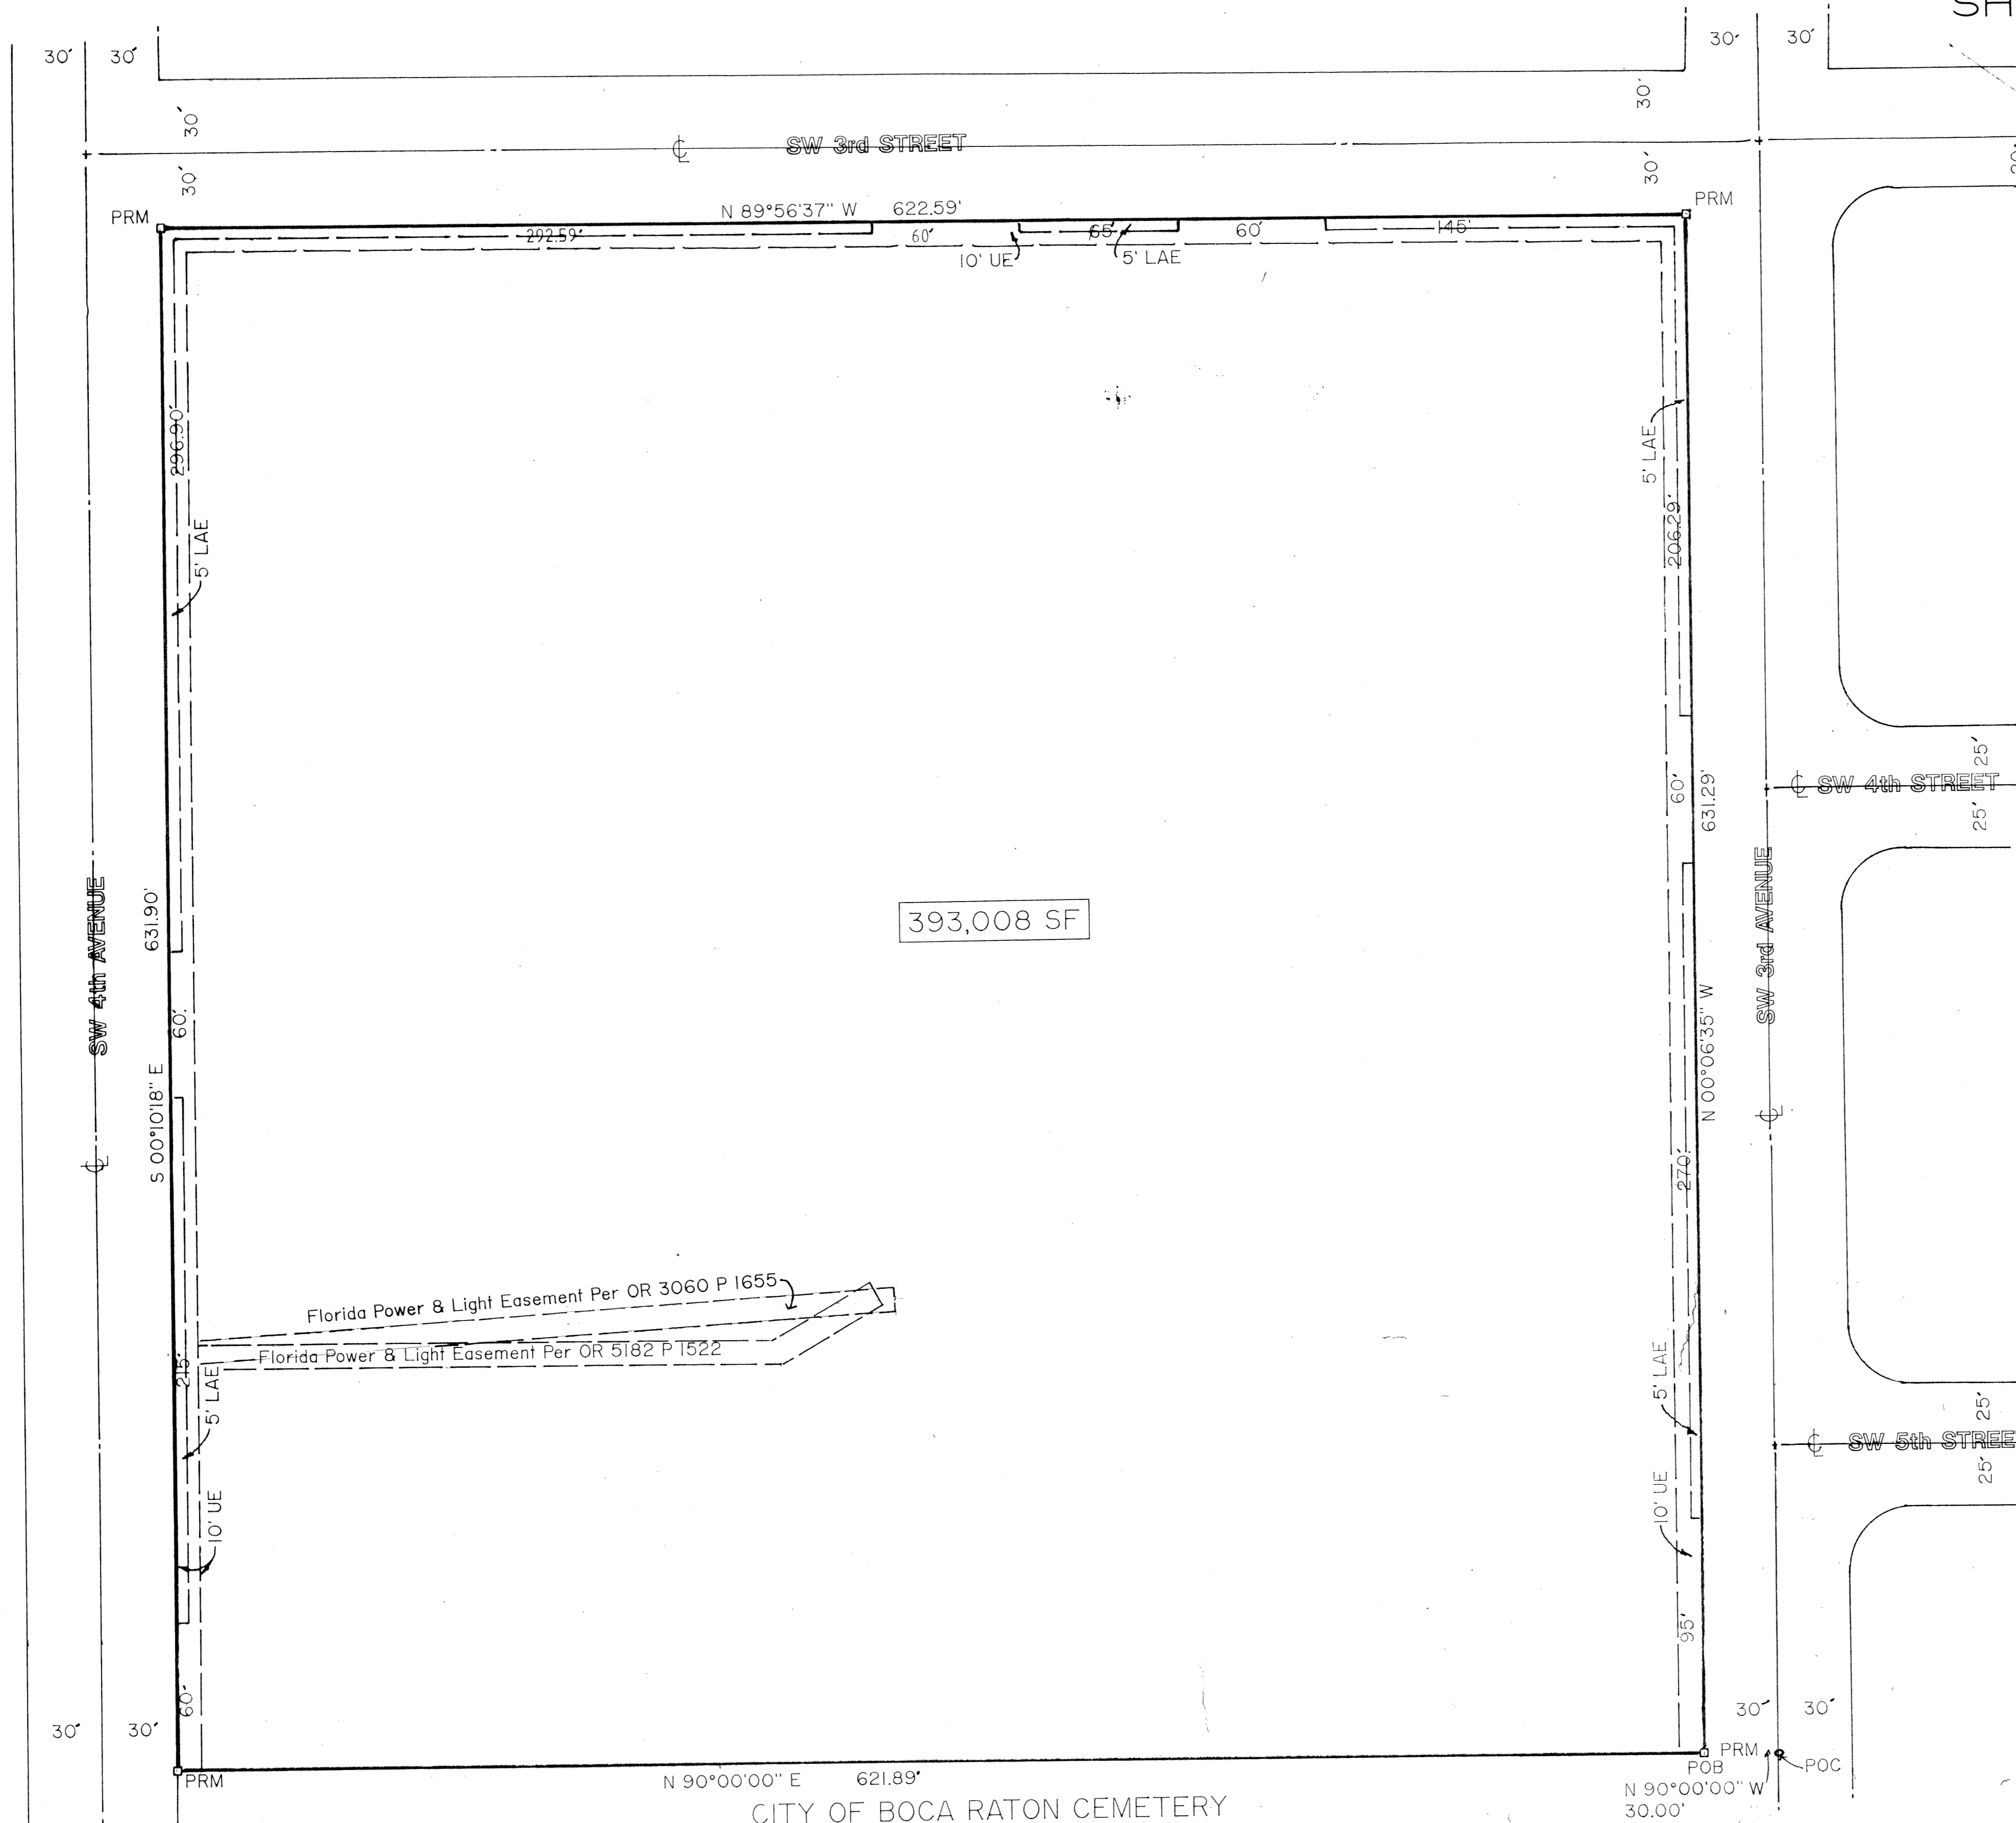 SH
30' 30' 30' 30'
30' 30'
SW 3rd STREET
30' 30'
PRM N 89°56'37" W 622.59' PRM
292.59' 60' 65' 60' 145'
10' UE 5' LAE
296.90'
5' LAE
5' LAE
206.29'
25'
60' 631.29'
SW 4th STREET
25'
393,008 SF
631.90'
SW 4th AVENUE
SW 3rd AVENUE
60'
S 00°10'18" E
N 00°06'35" W
270'
Florida Power & Light Easement Per OR 3060 P 1655
Florida Power & Light Easement Per OR 5182 P 1522
215'
5' LAE
5' LAE
25'
SW 5th STREE
25'
10' UE
10' UE
95'
60'
30' 30' 30' 30'
PRM PRM
POB POC
N 90°00'00" E 621.89'
N 90°00'00" W
30.00'
CITY OF BOCA RATON CEMETERY